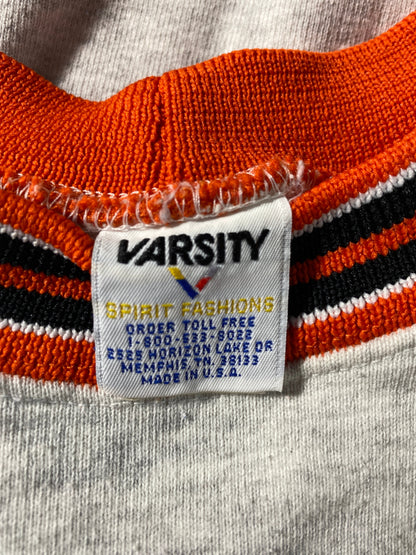 VARSITY
SPIRIT FASHIONS
ORDER TOLL FREE
1-800-533-8022
2525 HORIZON LAKE DR
MEMPHIS, TN. 38133
MADE IN U.S.A.